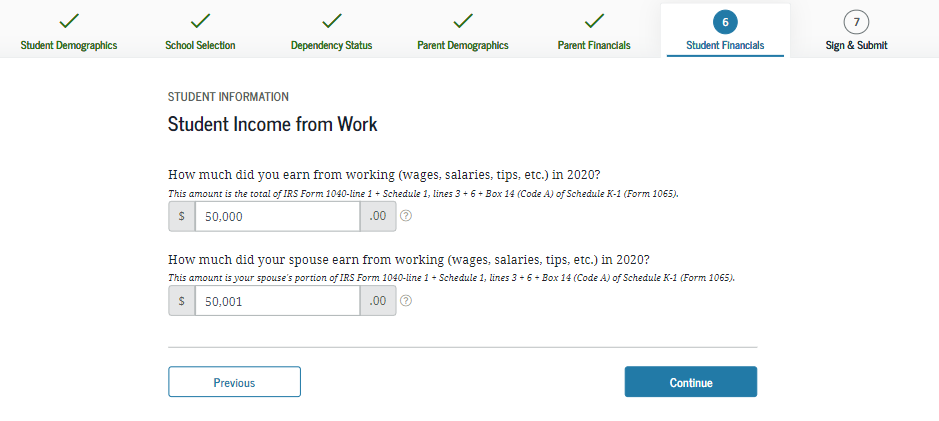 6 7
Student Demographics School Selection Dependency Status Parent Demographics Parent Financials Student Financials Sign & Submit
STUDENT INFORMATION
Student Income from Work
How much did you earn from working (wages, salaries, tips, etc.) in 2020?
This amount is the total of IRS Form 1040-line 1 + Schedule 1, lines 3 + 6 + Box 14 (Code A) of Schedule K-1 (Form 1065).
$ 50,000 .00 ?
How much did your spouse earn from working (wages, salaries, tips, etc.) in 2020?
This amount is your spouse's portion of IRS Form 1040-line 1 + Schedule 1, lines 3 + 6 + Box 14 (Code A) of Schedule K-1 (Form 1065).
$ 50,001 .00 ?
Previous Continue